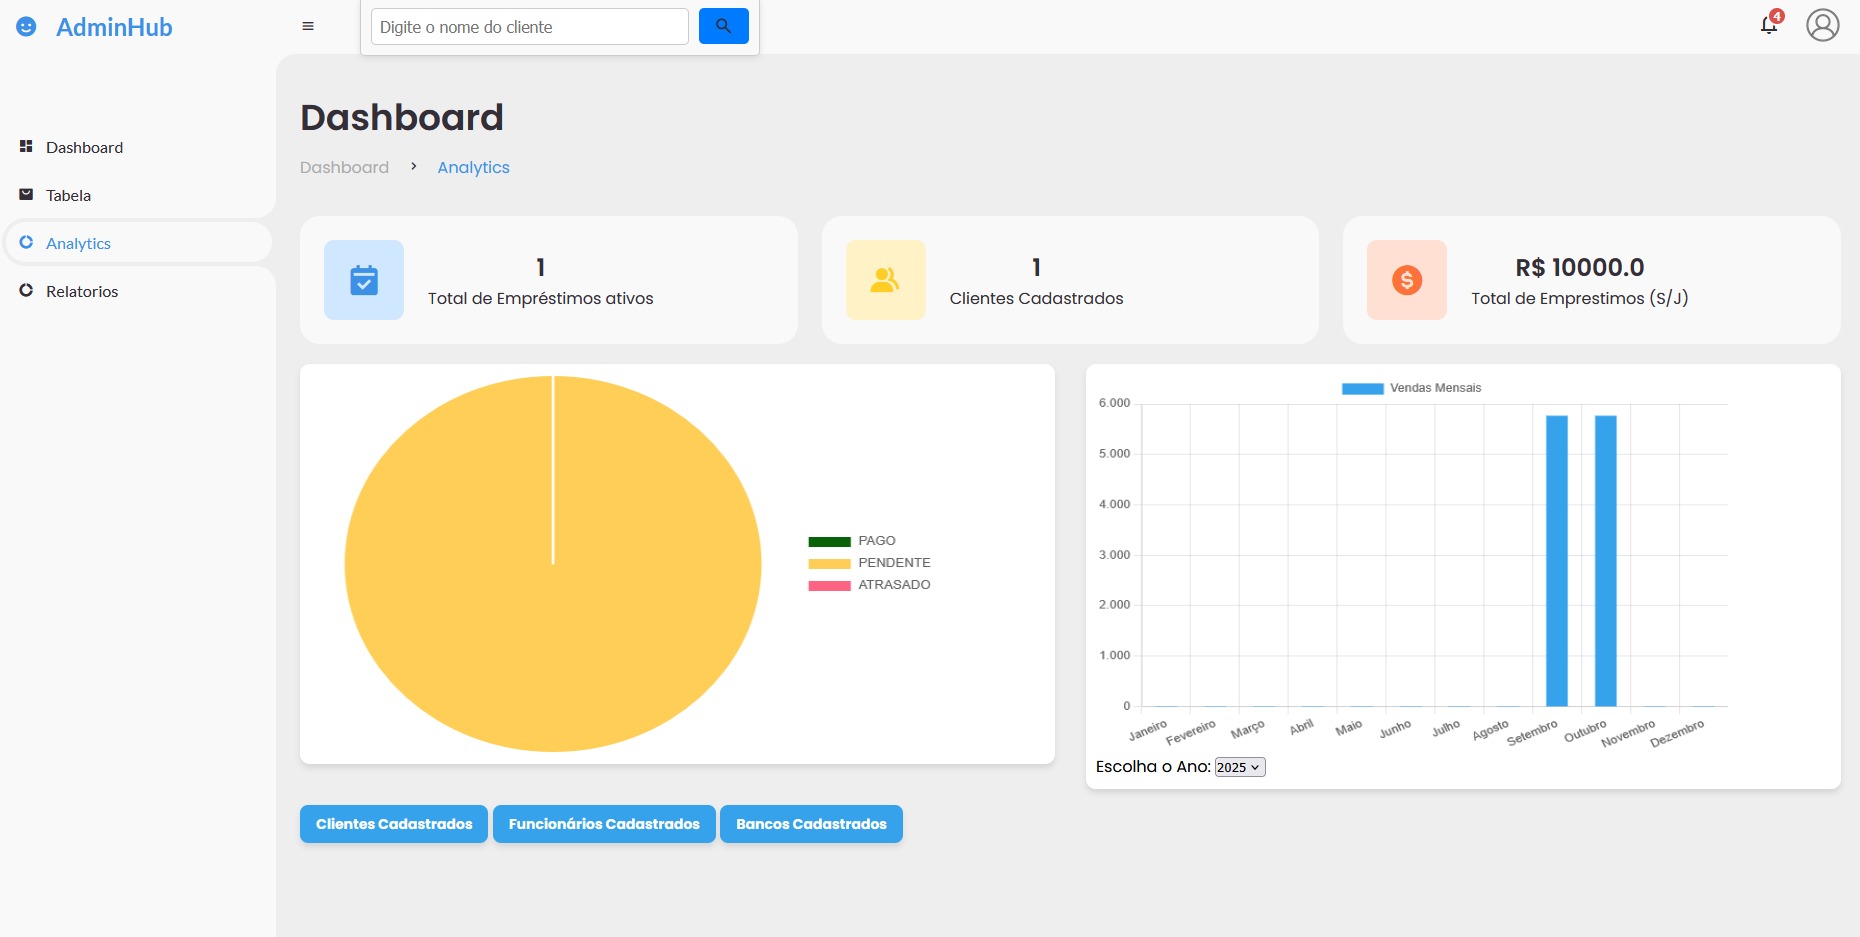 AdminHub
Digite o nome do cliente
4
Dashboard
Tabela
Analytics
Relatorios
Dashboard
Dashboard
Analytics
1
Total de Empréstimos ativos
1
Clientes Cadastrados
R$ 10000.0
Total de Emprestimos (S/J)
PAGO
PENDENTE
ATRASADO
Vendas Mensais
6.000
5.000
4.000
3.000
2.000
1.000
0
Janeiro Fevereiro Março Abril Maio Junho Julho Agosto Setembro Outubro Novembro Dezembro
Escolha o Ano: 2025
Clientes Cadastrados Funcionários Cadastrados Bancos Cadastrados